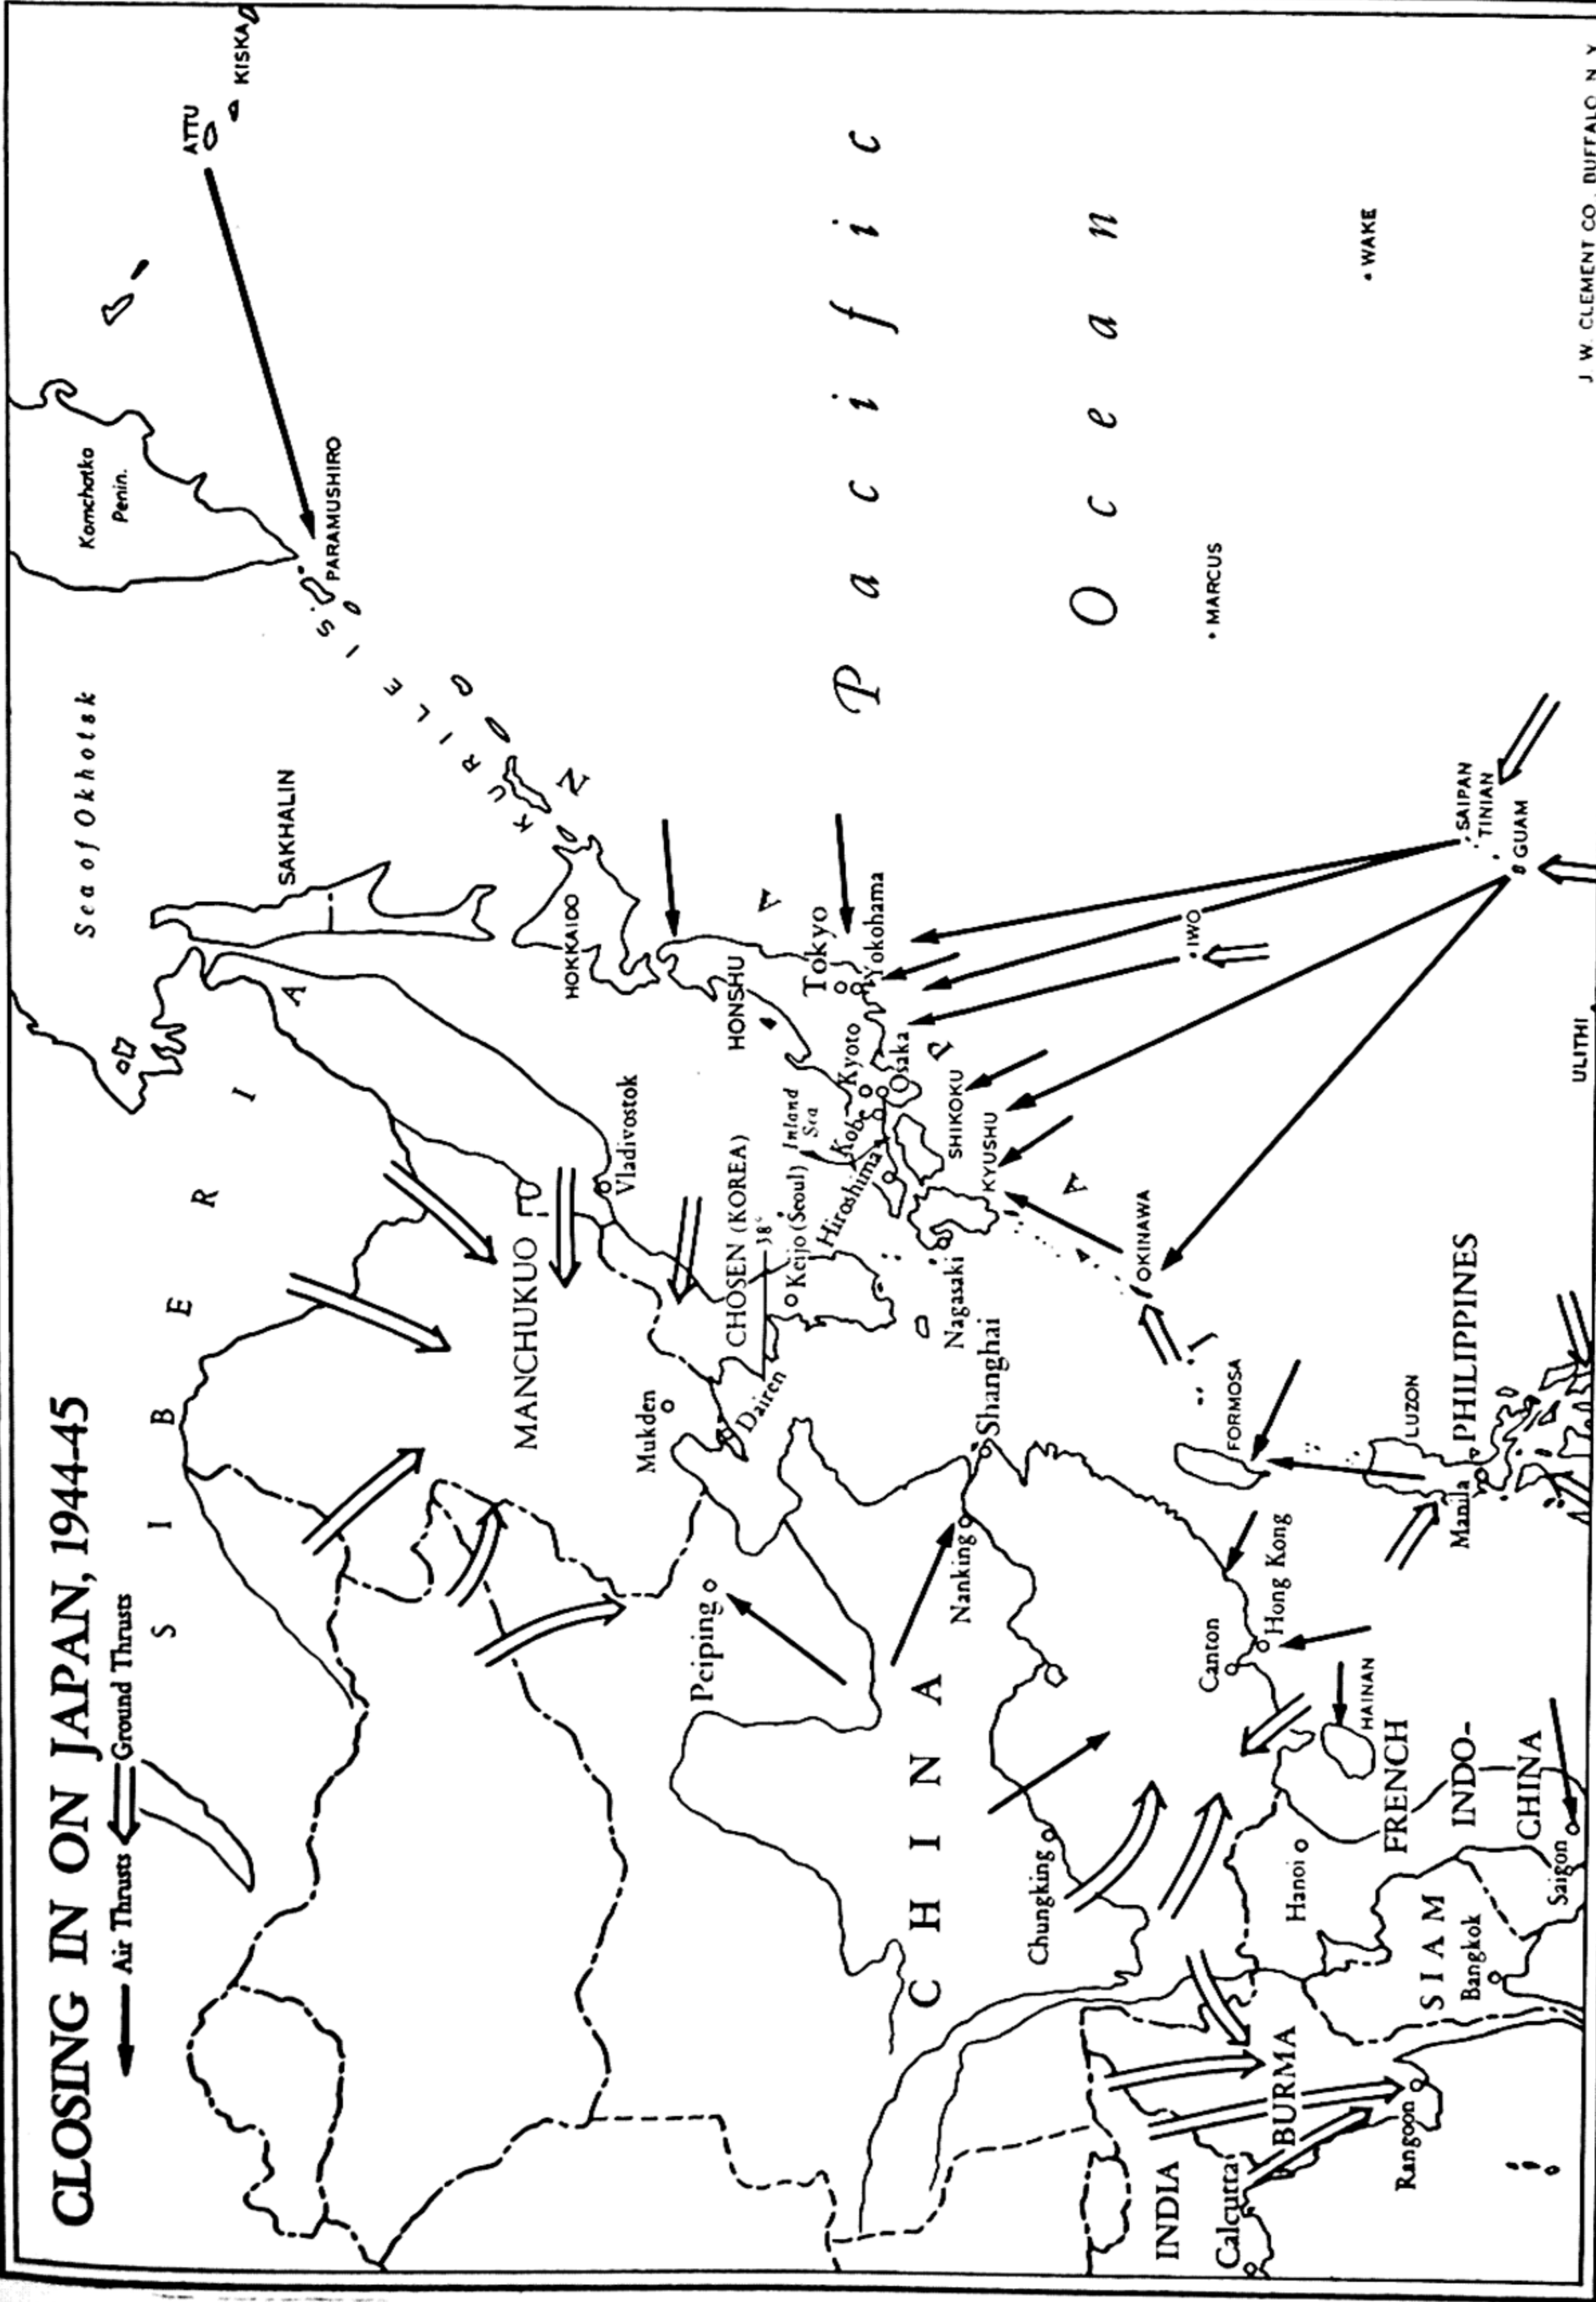 CLOSING IN ON JAPAN, 1944-45
Air Thrusts
Ground Thrusts
SIBERIA
Sea of Okhotsk
Kamchatka
Penin.
ATTU
KISKA
PARAMUSHIRO
KURILE IS.
SAKHALIN
HOKKAIDO
MANCHUKUO
Vladivostok
Mukden
Dairen
CHOSEN (KOREA)
38°
Keijo (Seoul)
Inland
Sea
HONSHU
Tokyo
Yokohama
Kyoto
Osaka
Kobe
Hiroshima
SHIKOKU
KYUSHU
Nagasaki
JAPAN
Pacific
Ocean
Peiping
CHINA
Nanking
Shanghai
Chungking
OKINAWA
IWO
MARCUS
WAKE
SAIPAN
TINIAN
GUAM
ULITHI
FORMOSA
LUZON
PHILIPPINES
Manila
Canton
Hong Kong
HAINAN
Hanoi
FRENCH
INDO-
CHINA
Saigon
SIAM
Bangkok
BURMA
Rangoon
INDIA
Calcutta
J. W. CLEMENT CO., BUFFALO, N. Y.